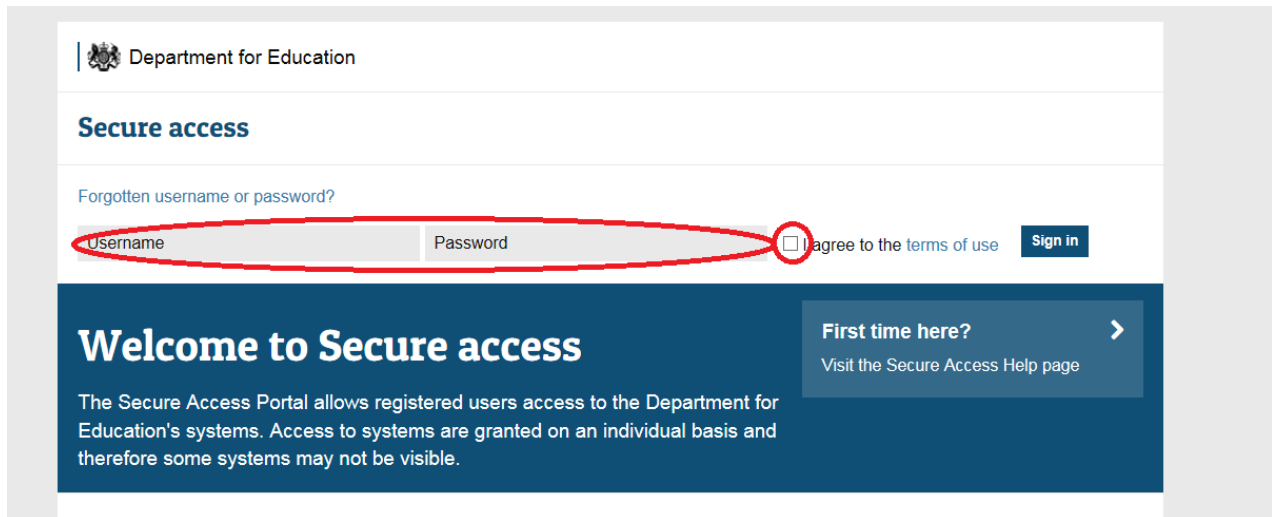 Department for Education
Secure access
Forgotten username or password?
Username Password I agree to the terms of use Sign in
Welcome to Secure access
First time here?
Visit the Secure Access Help page
The Secure Access Portal allows registered users access to the Department for
Education's systems. Access to systems are granted on an individual basis and
therefore some systems may not be visible.